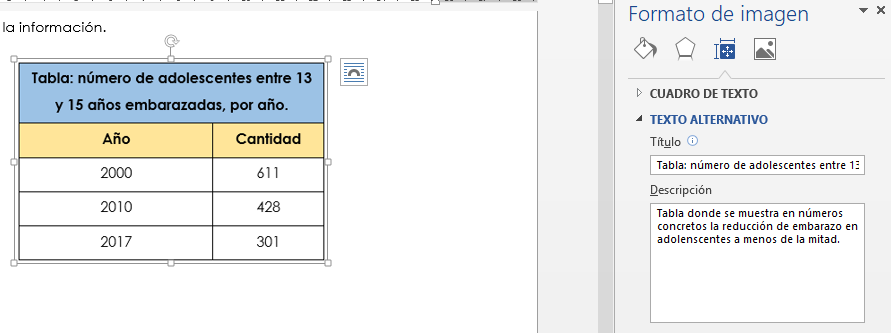 la información.
Tabla: número de adolescentes entre 13
y 15 años embarazadas, por año.
Año Cantidad
2000 611
2010 428
2017 301
Formato de imagen
CUADRO DE TEXTO
TEXTO ALTERNATIVO
Título
Tabla: número de adolescentes entre 13
Descripción
Tabla donde se muestra en números
concretos la reducción de embarazo en
adolenscentes a menos de la mitad.